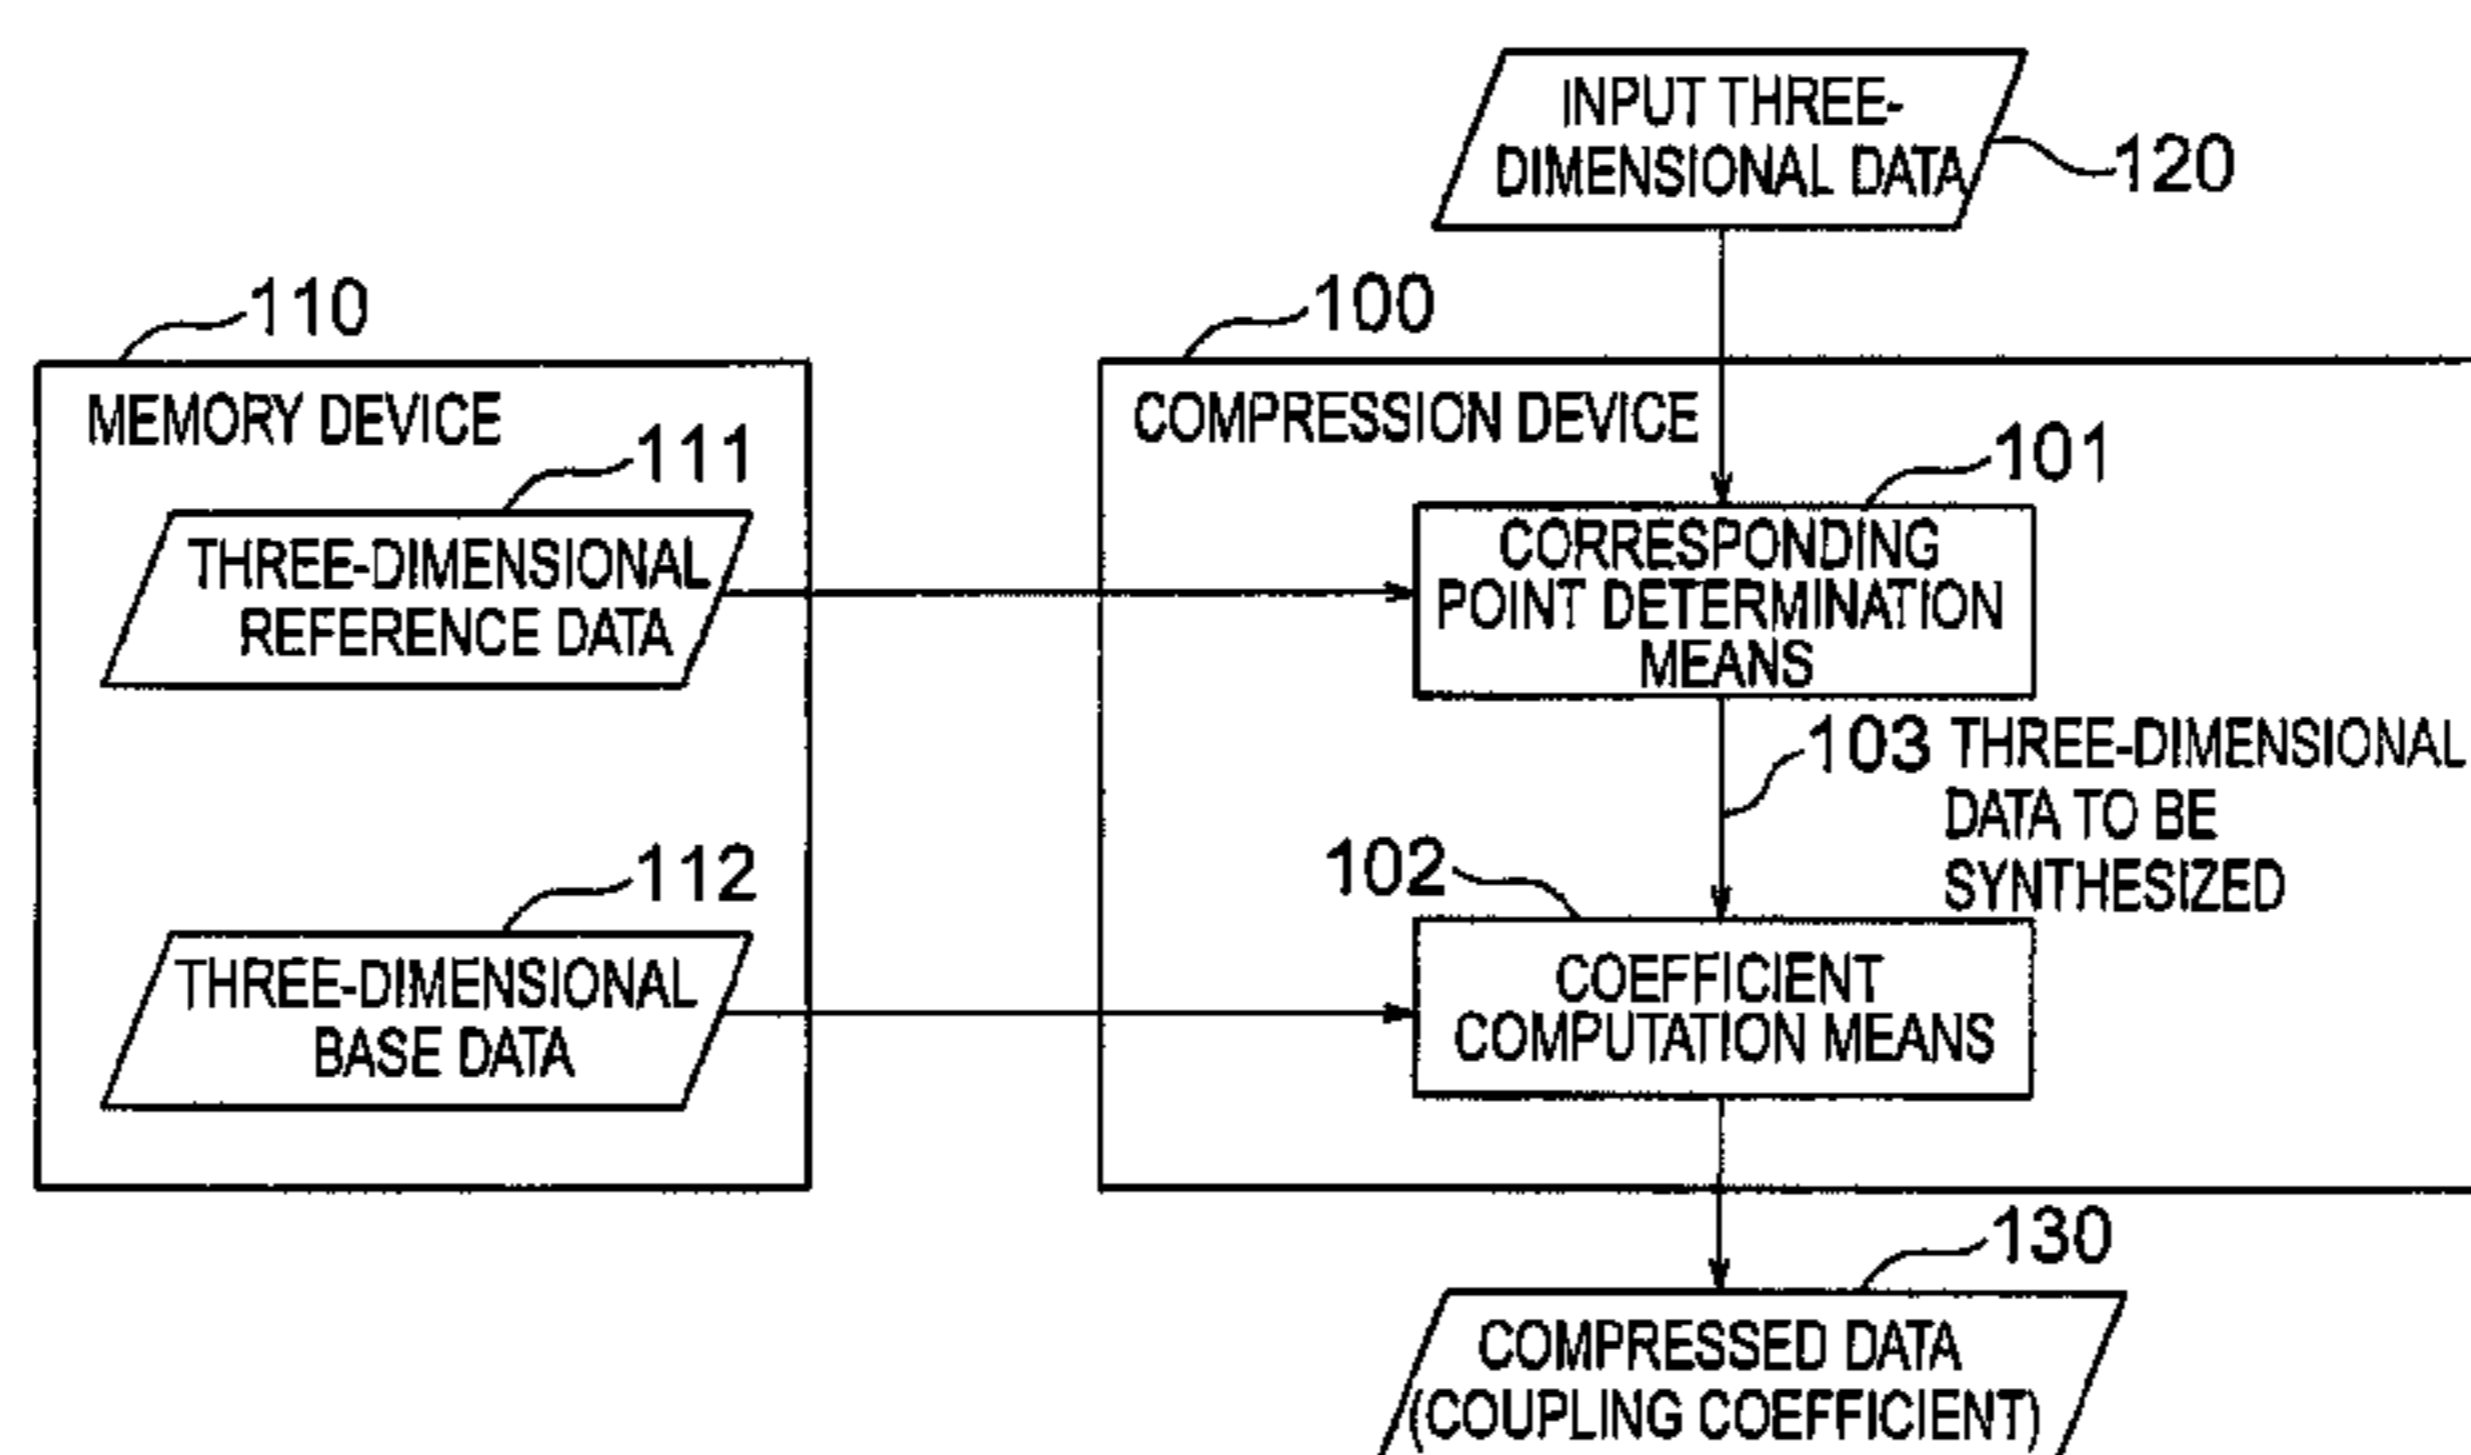 INPUT THREE-
DIMENSIONAL DATA
120
110
100
MEMORY DEVICE
COMPRESSION DEVICE
111
101
THREE-DIMENSIONAL
REFERENCE DATA
CORRESPONDING
POINT DETERMINATION
MEANS
103 THREE-DIMENSIONAL
DATA TO BE
SYNTHESIZED
112
102
THREE-DIMENSIONAL
BASE DATA
COEFFICIENT
COMPUTATION MEANS
130
COMPRESSED DATA
(COUPLING COEFFICIENT)